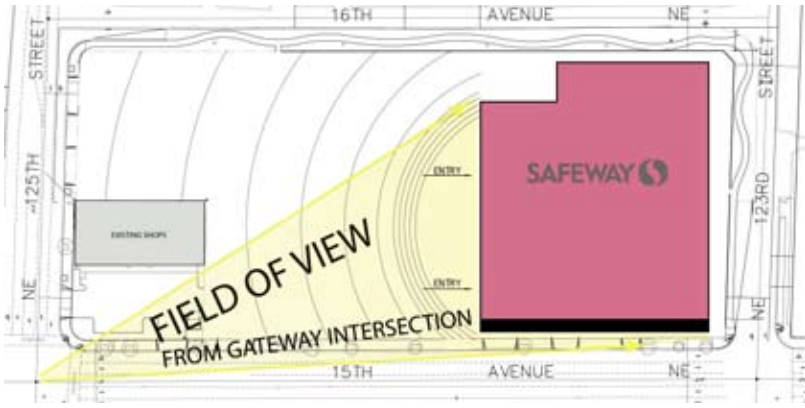 16TH AVENUE NE
STREET
125TH
NE
STREET
123RD
NE
SAFEWAY
ENTRY
ENTRY
EXISTING SHOPS
FIELD OF VIEW
FROM GATEWAY INTERSECTION
15TH AVENUE NE